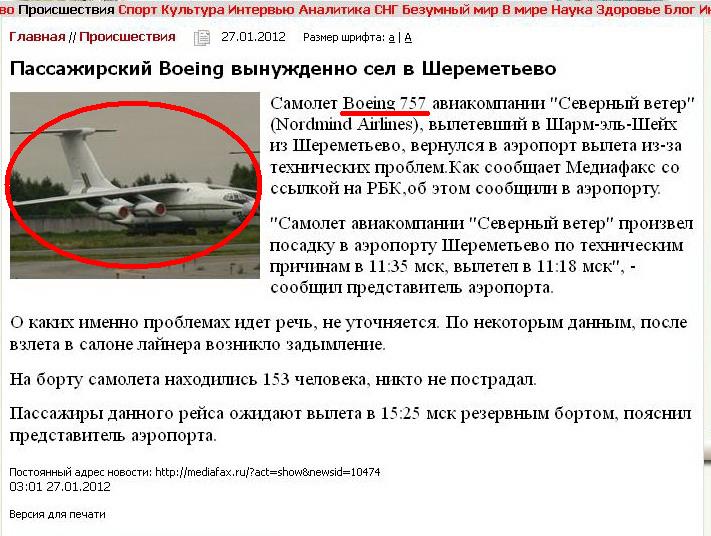 во Происшествия Спорт Культура Интервью Аналитика СНГ Безумный мир В мире Наука Здоровье Блог
Главная // Происшествия 27.01.2012 Размер шрифта: а | А
Пассажирский Boeing вынужденно сел в Шереметьево
Самолет Boeing 757 авиакомпании "Северный ветер"
(Nordmind Airlines), вылетевший в Шарм-эль-Шейх
из Шереметьево, вернулся в аэропорт вылета из-за
технических проблем.Как сообщает Медиафакс со
ссылкой на РБК,об этом сообщили в аэропорту.
"Самолет авиакомпании "Северный ветер" произвел
посадку в аэропорту Шереметьево по техническим
причинам в 11:35 мск, вылетел в 11:18 мск", -
сообщил представитель аэропорта.
О каких именно проблемах идет речь, не уточняется. По некоторым данным, после
взлета в салоне лайнера возникло задымление.
На борту самолета находились 153 человека, никто не пострадал.
Пассажиры данного рейса ожидают вылета в 15:25 мск резервным бортом, пояснил
представитель аэропорта.
Постоянный адрес новости: http://mediafax.ru/?act=show&newsid=10474
03:01 27.01.2012
Версия для печати